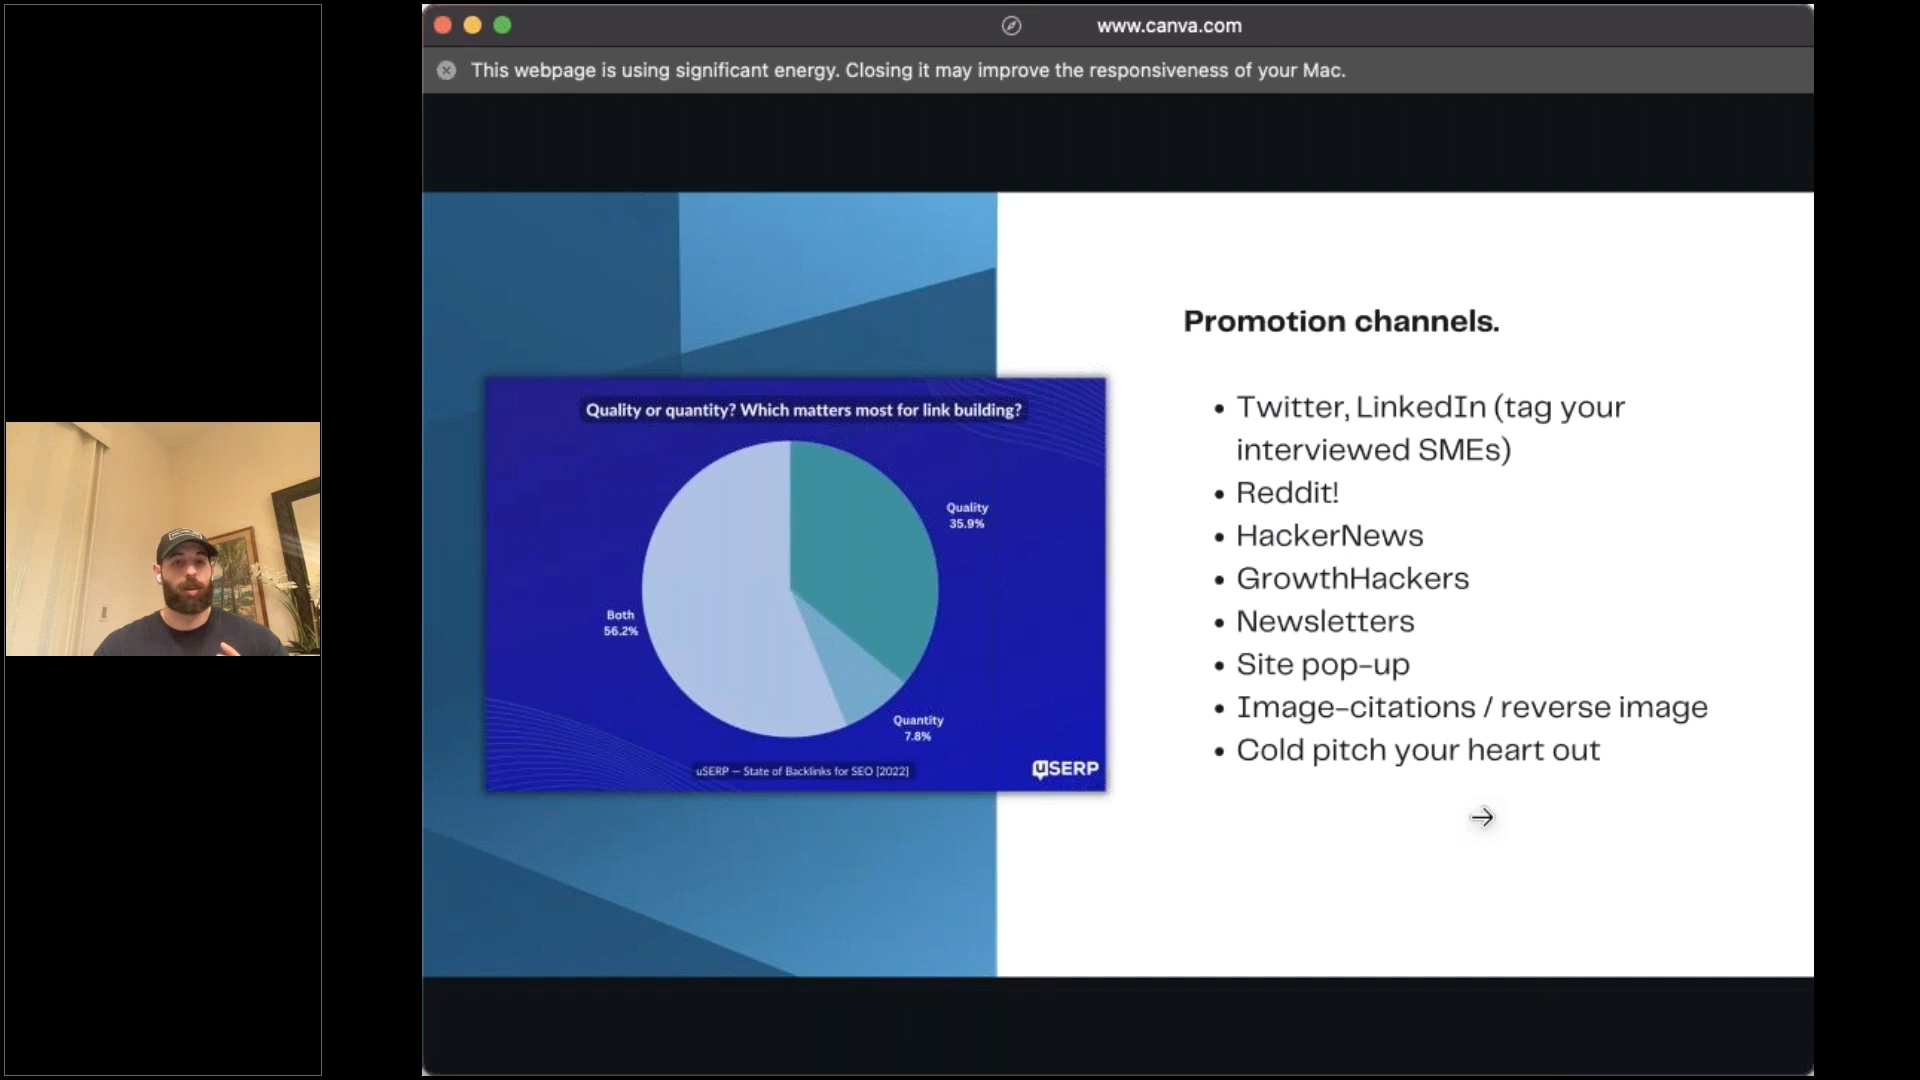 www.canva.com
This webpage is using significant energy. Closing it may improve the responsiveness of your Mac.
Quality or quantity? Which matters most for link building?
Quality
35.9%
Both
56.2%
Quantity
7.8%
uSERP — State of Backlinks for SEO [2022]
uSERP
Promotion channels.
• Twitter, LinkedIn (tag your
interviewed SMEs)
• Reddit!
• HackerNews
• GrowthHackers
• Newsletters
• Site pop-up
• Image-citations / reverse image
• Cold pitch your heart out